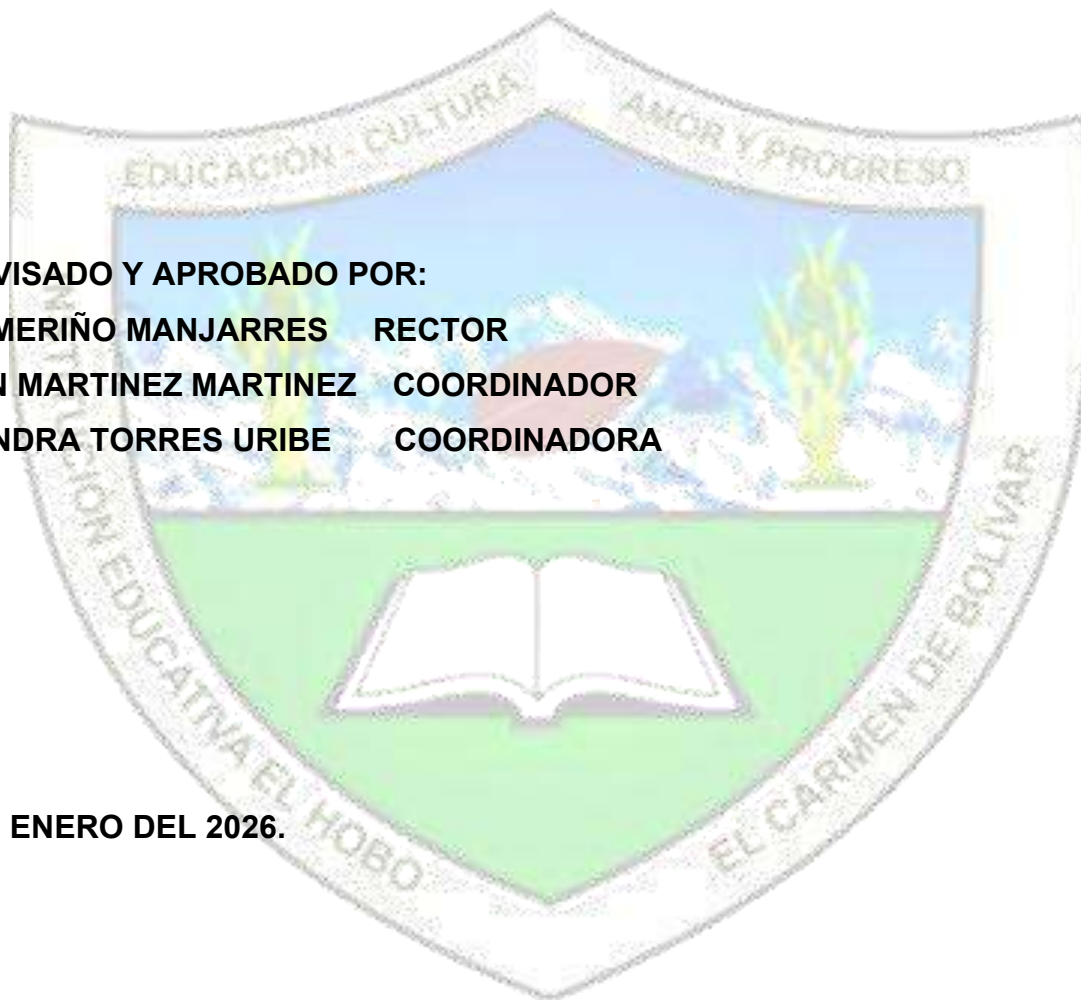 EDUCACIÓN - CULTURA
AMOR Y PROGRESO
VISADO Y APROBADO POR:
MERIÑO MANJARRES RECTOR
N MARTINEZ MARTINEZ COORDINADOR
NDRA TORRES URIBE COORDINADORA
ENERO DEL 2026.
INSTITUCIÓN EDUCATIVA EL HOBO
EL CARMEN DE BOLIVAR